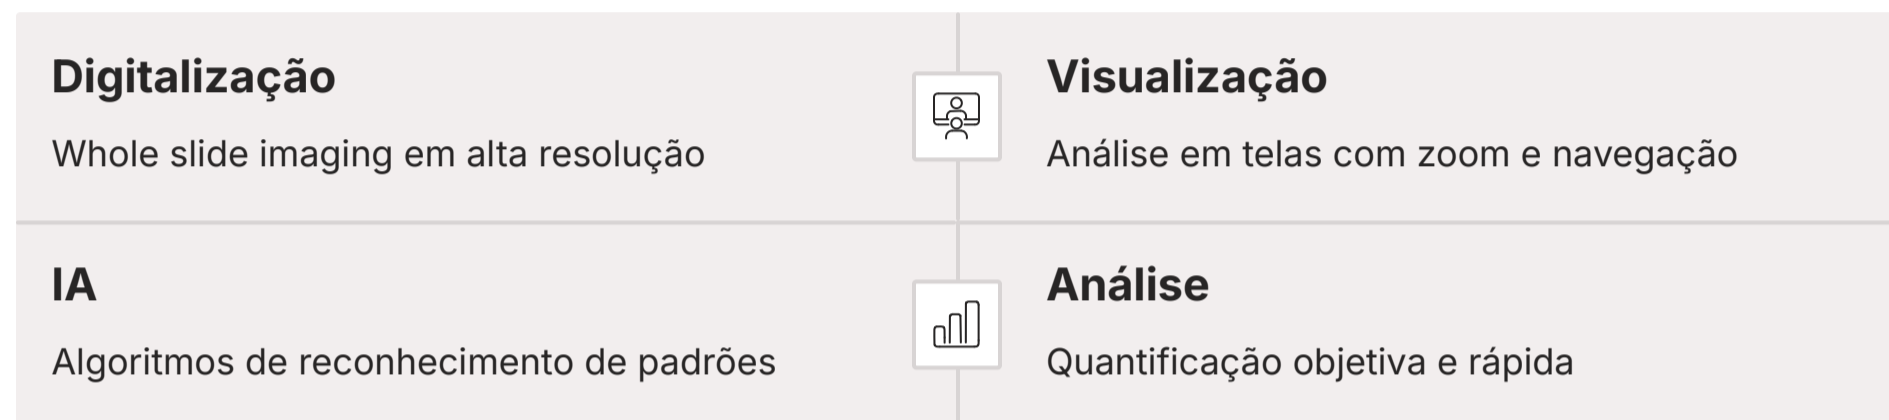 Digitalização
Whole slide imaging em alta resolução
Visualização
Análise em telas com zoom e navegação
IA
Algoritmos de reconhecimento de padrões
Análise
Quantificação objetiva e rápida